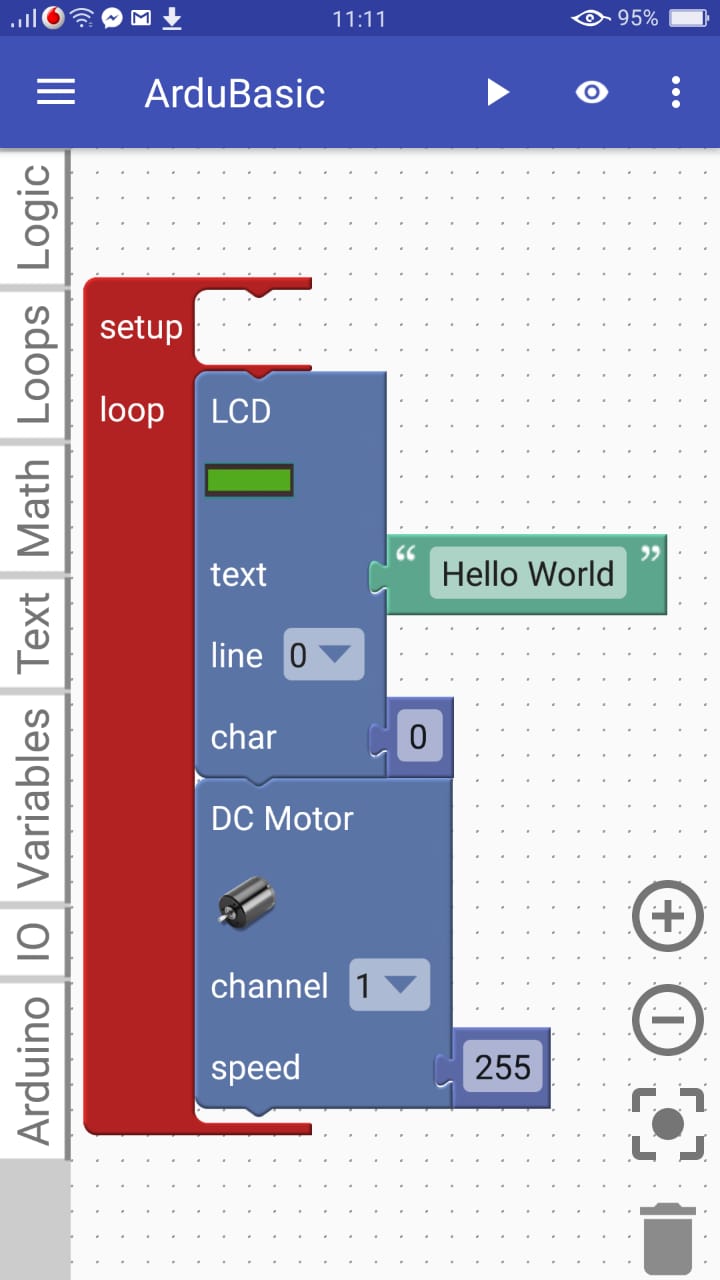 11:11
95%
ArduBasic
Logic
Loops
Math
Text
Variables
IO
Arduino
setup
loop
LCD
text
“ Hello World ”
line 0
char 0
DC Motor
channel 1
speed 255